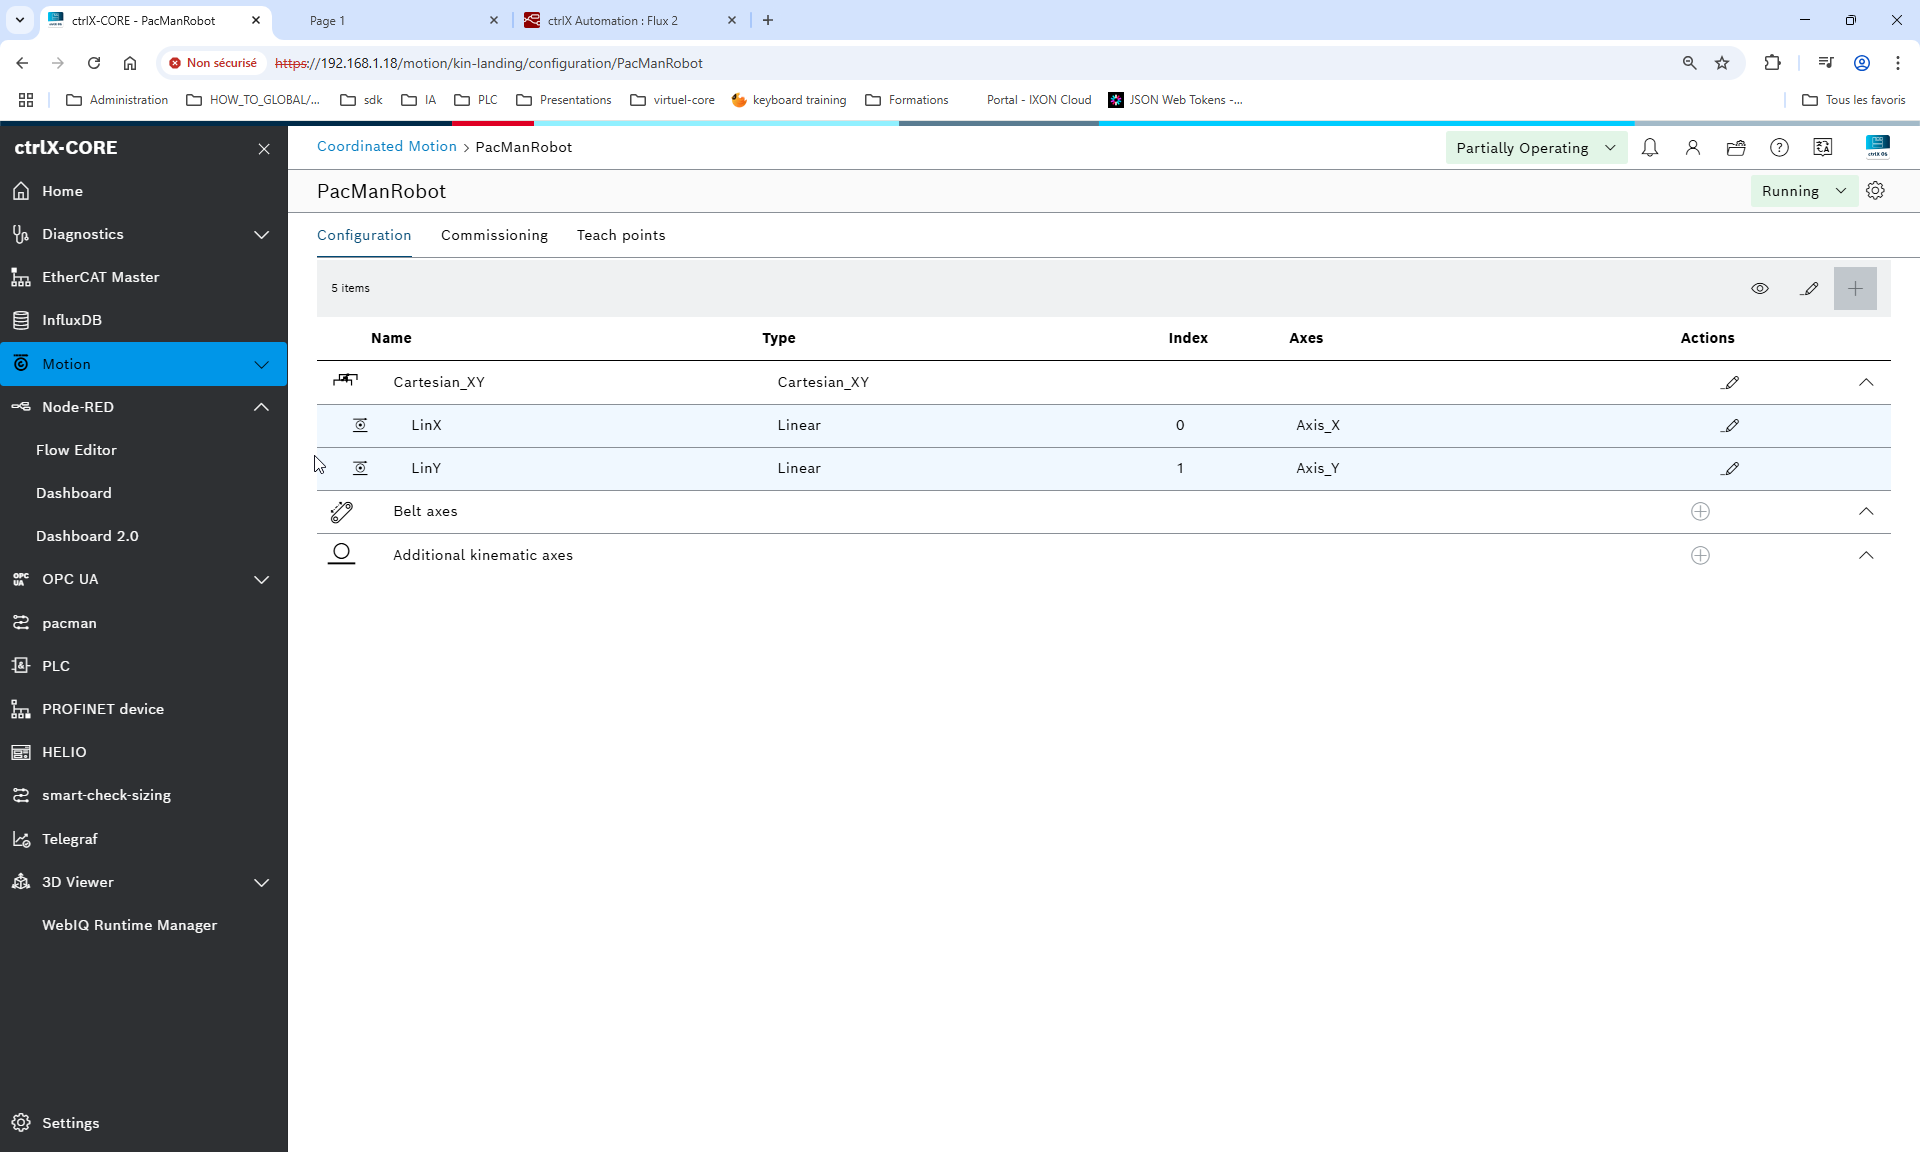 ctrlX-CORE - PacManRobot
Page 1
ctrlX Automation : Flux 2
Non sécurisé
https://192.168.1.18/motion/kin-landing/configuration/PacManRobot
Administration
HOW_TO_GLOBAL/...
sdk
IA
PLC
Presentations
virtuel-core
keyboard training
Formations
Portal - IXON Cloud
JSON Web Tokens -...
Tous les favoris
ctrlX-CORE
Home
Diagnostics
EtherCAT Master
InfluxDB
Motion
Node-RED
Flow Editor
Dashboard
Dashboard 2.0
OPC UA
OPC UA
pacman
PLC
PROFINET device
HELIO
smart-check-sizing
Telegraf
3D Viewer
WebIQ Runtime Manager
Settings
Coordinated Motion > PacManRobot
Partially Operating
ctrlX OS
PacManRobot
Running
Configuration Commissioning Teach points
5 items
Name Type Index Axes Actions
Cartesian_XY Cartesian_XY
LinX Linear 0 Axis_X
LinY Linear 1 Axis_Y
Belt axes
Additional kinematic axes